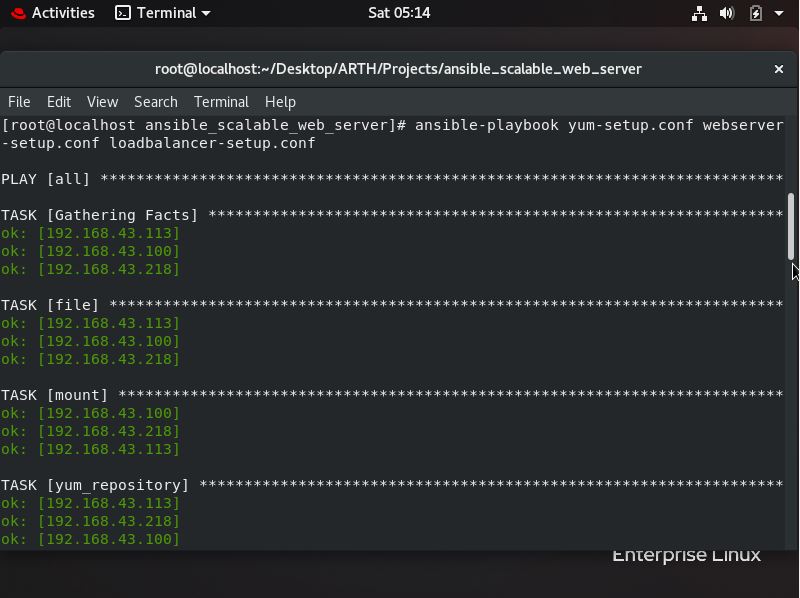 Activities Terminal Sat 05:14
root@localhost:~/Desktop/ARTH/Projects/ansible_scalable_web_server ×
File Edit View Search Terminal Help
[root@localhost ansible_scalable_web_server]# ansible-playbook yum-setup.conf webserver
-setup.conf loadbalancer-setup.conf
PLAY [all] ****************************************************************************
TASK [Gathering Facts] ****************************************************************
ok: [192.168.43.113]
ok: [192.168.43.100]
ok: [192.168.43.218]
TASK [file] ***************************************************************************
ok: [192.168.43.113]
ok: [192.168.43.100]
ok: [192.168.43.218]
TASK [mount] **************************************************************************
ok: [192.168.43.100]
ok: [192.168.43.218]
ok: [192.168.43.113]
TASK [yum_repository] *****************************************************************
ok: [192.168.43.113]
ok: [192.168.43.218]
ok: [192.168.43.100]
Enterprise Linux